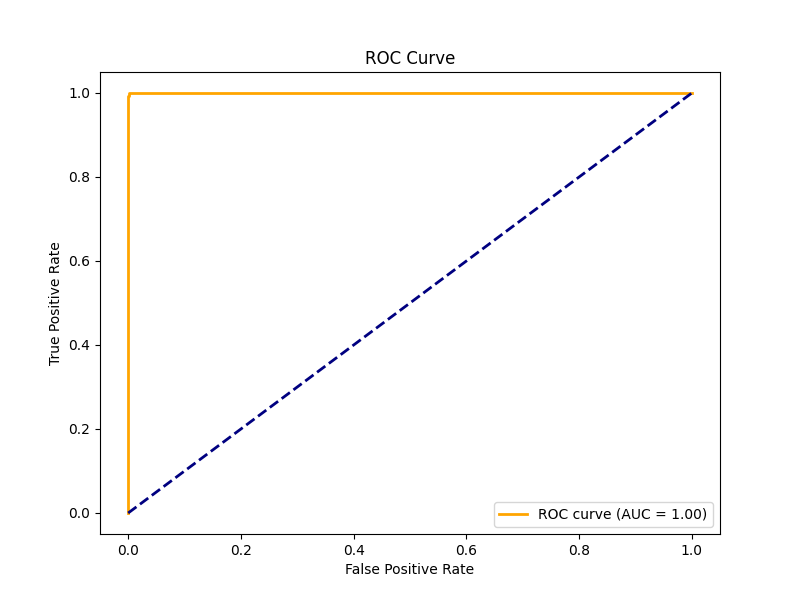 ROC Curve
True Positive Rate
1.0
0.8
0.6
0.4
0.2
0.0
ROC curve (AUC = 1.00)
0.0 0.2 0.4 0.6 0.8 1.0
False Positive Rate